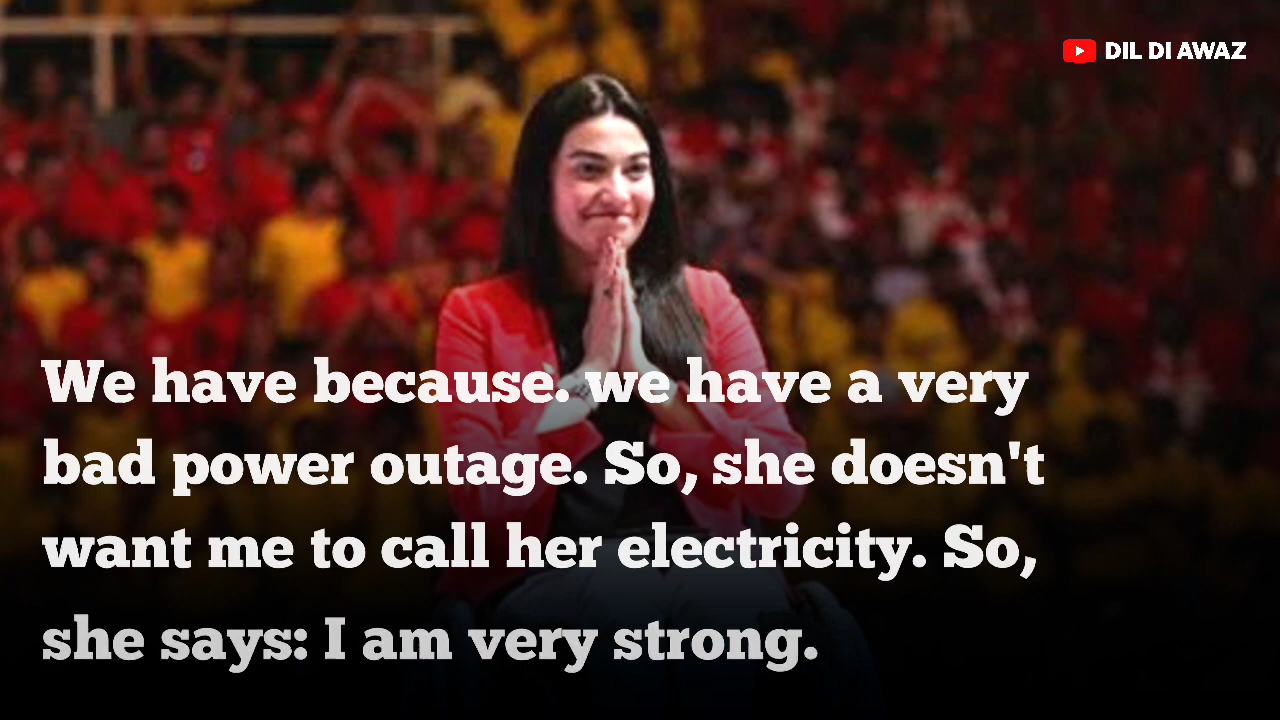 DIL DI AWAZ
We have because. we have a very
bad power outage. So, she doesn't
want me to call her electricity. So,
she says: I am very strong.